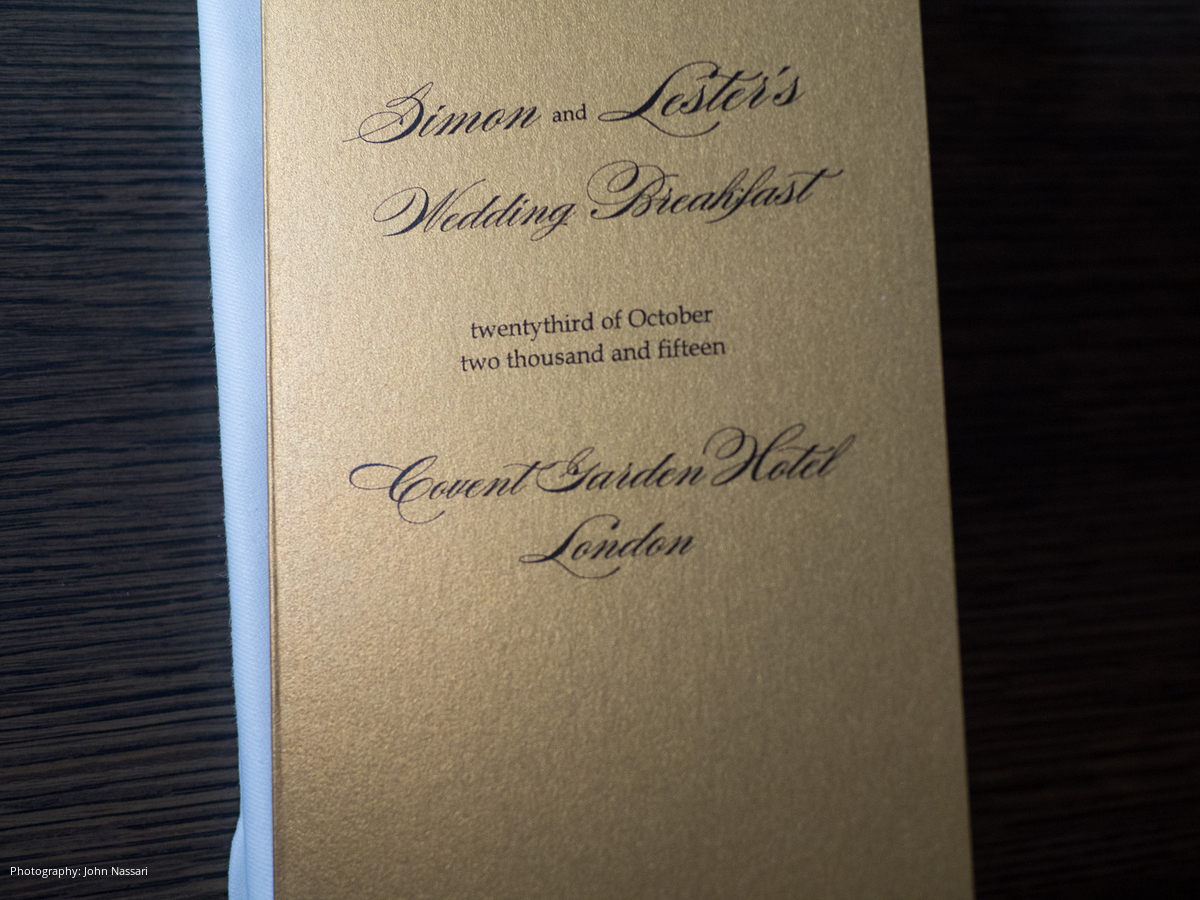 Simon and Lester's
Wedding Breakfast
twentythird of October
two thousand and fifteen
Covent Garden Hotel
London
Photography: John Nassari